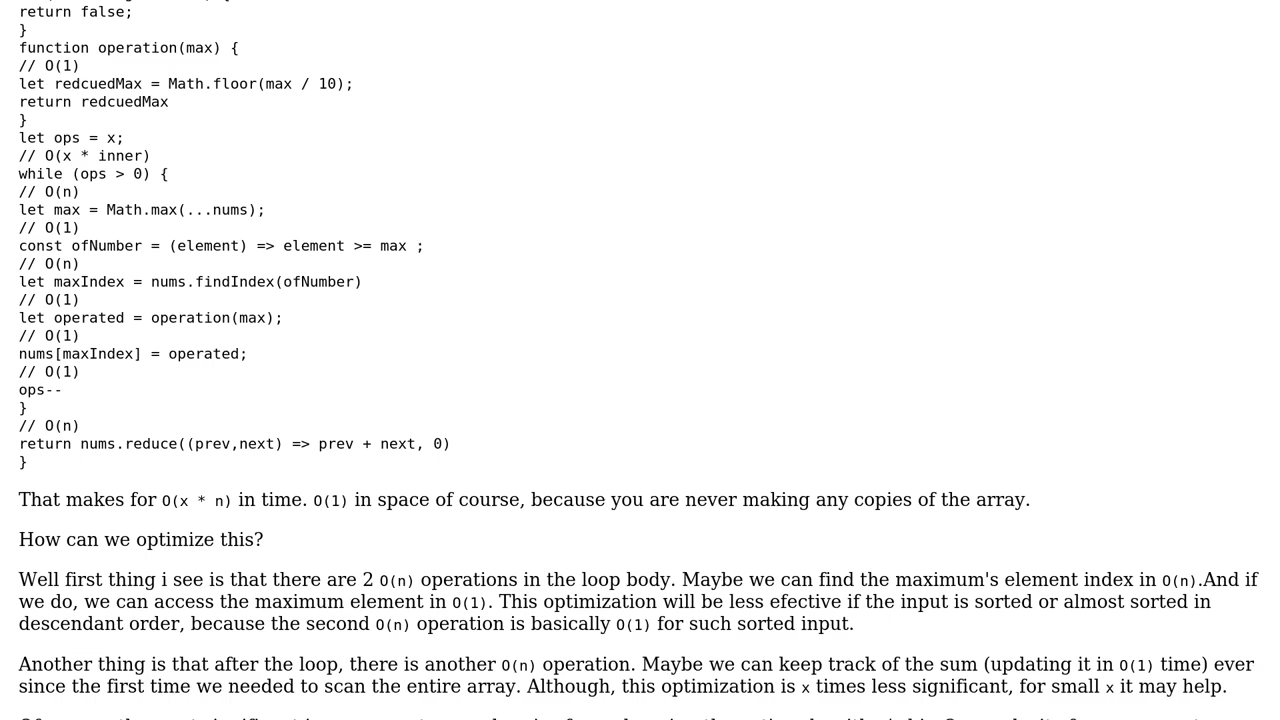 return false;
}
function operation(max) {
// O(1)
let redcuedMax = Math.floor(max / 10);
return redcuedMax
}
let ops = x;
// O(x * inner)
while (ops > 0) {
// O(n)
let max = Math.max(...nums);
// O(1)
const ofNumber = (element) => element >= max ;
// O(n)
let maxIndex = nums.findIndex(ofNumber)
// O(1)
let operated = operation(max);
// O(1)
nums[maxIndex] = operated;
// O(1)
ops--
}
// O(n)
return nums.reduce((prev,next) => prev + next, 0)
}
That makes for O(x * n) in time. O(1) in space of course, because you are never making any copies of the array.
How can we optimize this?
Well first thing i see is that there are 2 O(n) operations in the loop body. Maybe we can find the maximum's element index in O(n).And if
we do, we can access the maximum element in O(1). This optimization will be less efective if the input is sorted or almost sorted in
descendant order, because the second O(n) operation is basically O(1) for such sorted input.
Another thing is that after the loop, there is another O(n) operation. Maybe we can keep track of the sum (updating it in O(1) time) ever
since the first time we needed to scan the entire array. Although, this optimization is x times less significant, for small x it may help.